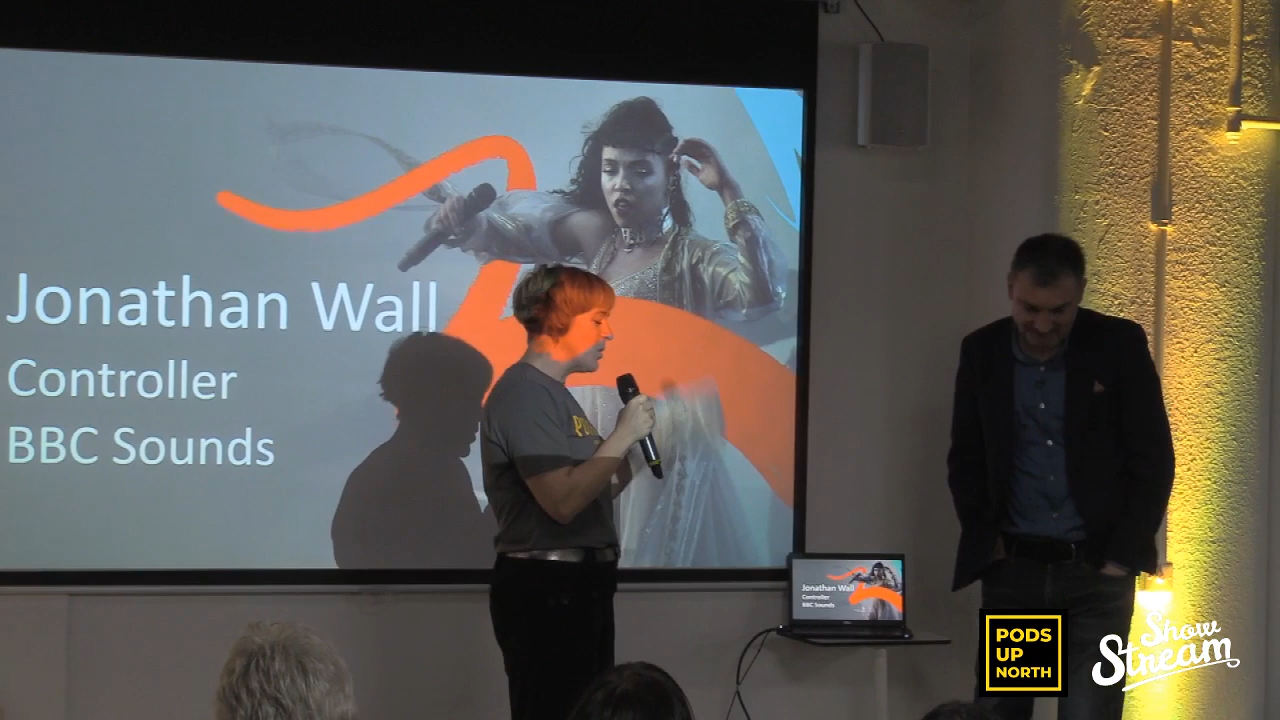 Jonathan Wall
Controller
BBC Sounds
Jonathan Wall
Controller
BBC Sounds
PODS
UP
NORTH
Show
Stream